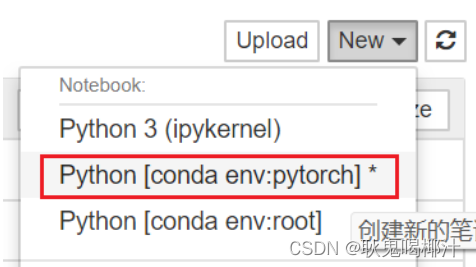 Upload New
Notebook:
ze
Python 3 (ipykernel)
Python [conda env:pytorch] *
Python [conda env:root]
创建新的笔
CSDN @耿鬼喝椰汁